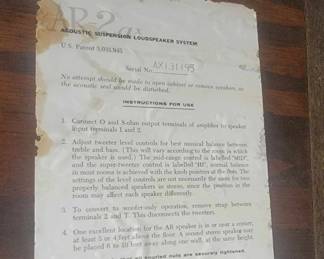 AR-2ax
ACOUSTIC SUSPENSION LOUDSPEAKER SYSTEM
U.S. Patent
Serial No.
No attempt should be made to open cabinet or remove speakers, as
the acoustic seal would be disturbed.
INSTRUCTIONS FOR USE
1. Connect O and 8-ohm output terminals of amplifier to speaker
input terminals 1 and 2.
2. Adjust tweeter level controls for best musical balance between
treble and bass. (This will vary according to the room in which
the speaker is used.) The mid-range control is labelled "MID",
and the super-tweeter control is labelled "HI"; normal balance
in most rooms is achieved with the knob pointers at the dots. The
settings of the level controls are not necessarily the same for two
properly balanced speakers in stereo, since the position in the
room may affect each speaker differently.
3. To convert to woofer-only operation, remove strap between
terminals 2 and T. This disconnects the tweeters.
4. One excellent location for the AR speaker is in or near a corner,
at least 3 or 4 feet above the floor. A second stereo speaker may
be placed 6 to 10 feet away along one wall, at the same height.
all knurled nuts are securely tightened.